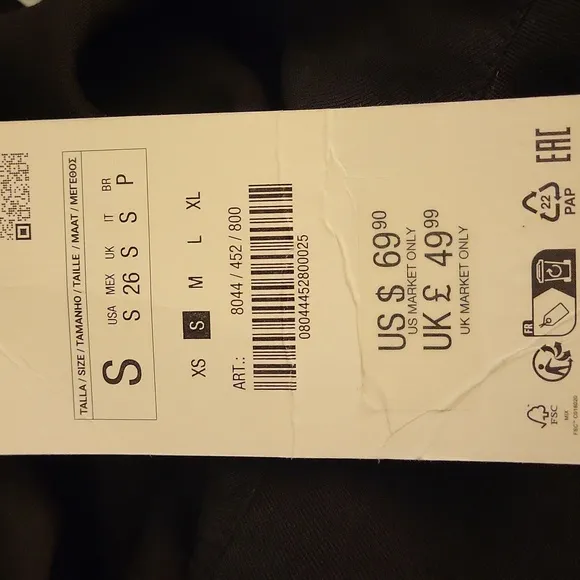 TALLA / SIZE / TAMANHO / TAILLE / MAAT / ΜΕΓΕΘΟΣ
S
USA MEX UK IT BR
S 26 S S P
XS S M L XL
ART.: 8044 / 452 / 800
08044452800025
US $ 69.90
US MARKET ONLY
UK £ 49.99
UK MARKET ONLY
FSC
MIX
FR
22
PAP
EAC